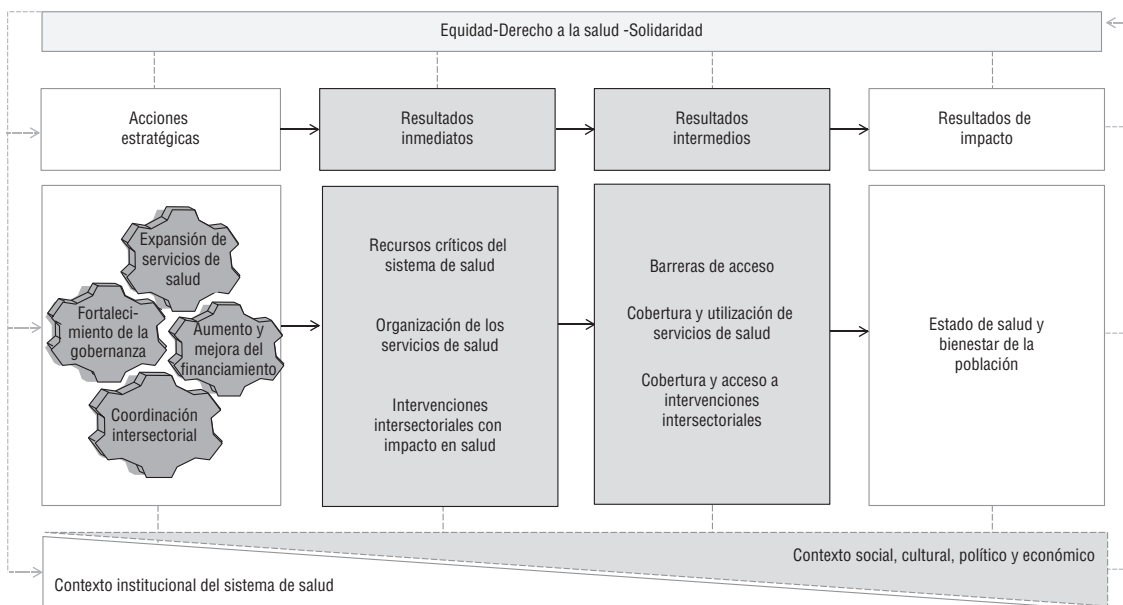 Equidad-Derecho a la salud -Solidaridad
Acciones
estratégicas
Resultados
inmediatos
Resultados
intermedios
Resultados de
impacto
Expansión de
servicios de
salud
Fortaleci-
miento de la
gobernanza
Aumento y
mejora del
financiamiento
Coordinación
intersectorial
Recursos críticos del
sistema de salud
Organización de los
servicios de salud
Intervenciones
intersectoriales con
impacto en salud
Barreras de acceso
Cobertura y utilización de
servicios de salud
Cobertura y acceso a
intervenciones
intersectoriales
Estado de salud y
bienestar de la
población
Contexto social, cultural, político y económico
Contexto institucional del sistema de salud